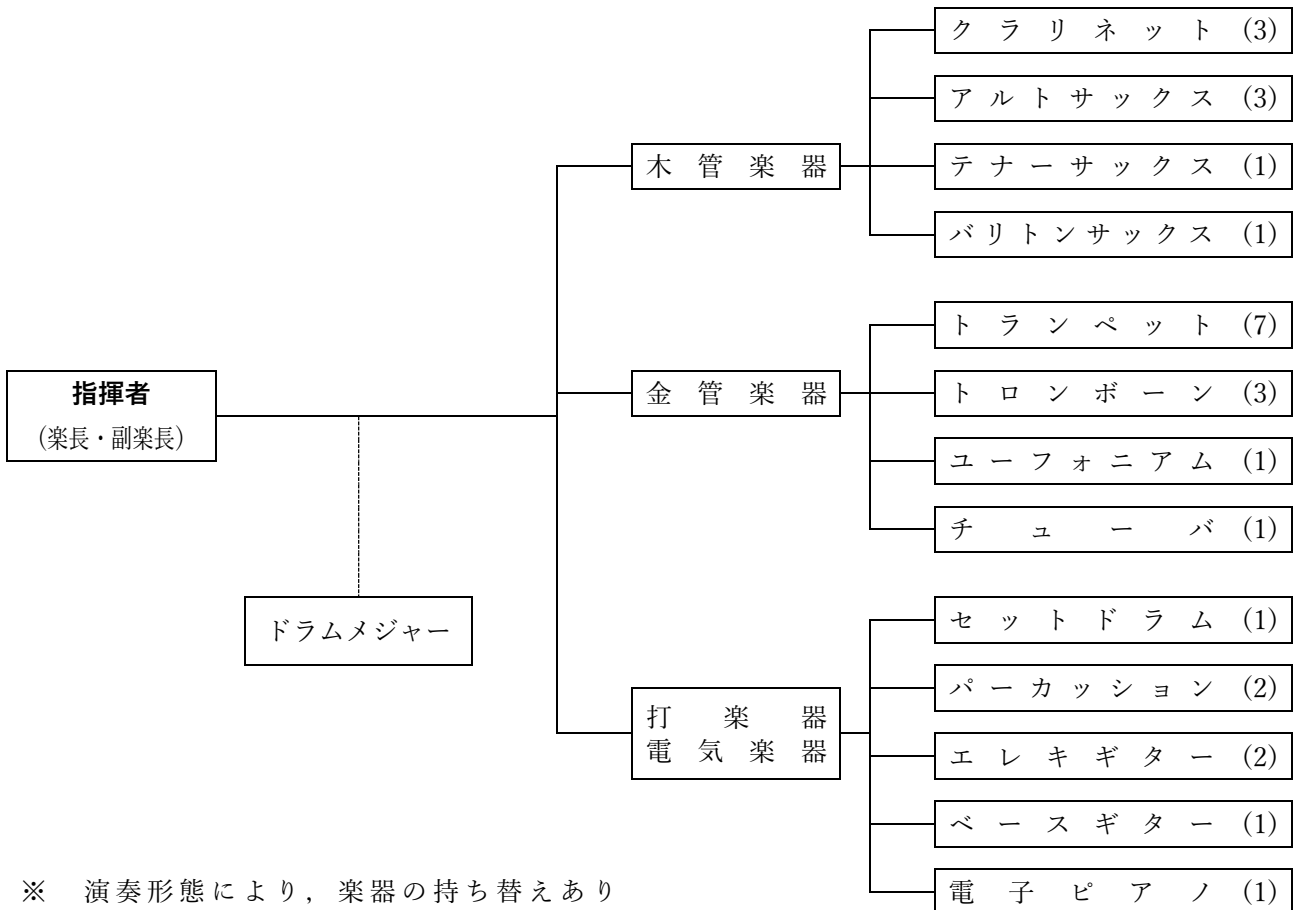 指揮者
（楽長・副楽長）
ドラムメジャー
木管楽器
クラリネット (3)
アルトサックス (3)
テナーサックス (1)
バリトンサックス (1)
金管楽器
トランペット (7)
トロンボーン (3)
ユーフォニアム (1)
チューバ (1)
打楽器
電気楽器
セットドラム (1)
パーカッション (2)
エレキギター (2)
ベースギター (1)
電子ピアノ (1)
※　演奏形態により，楽器の持ち替えあり